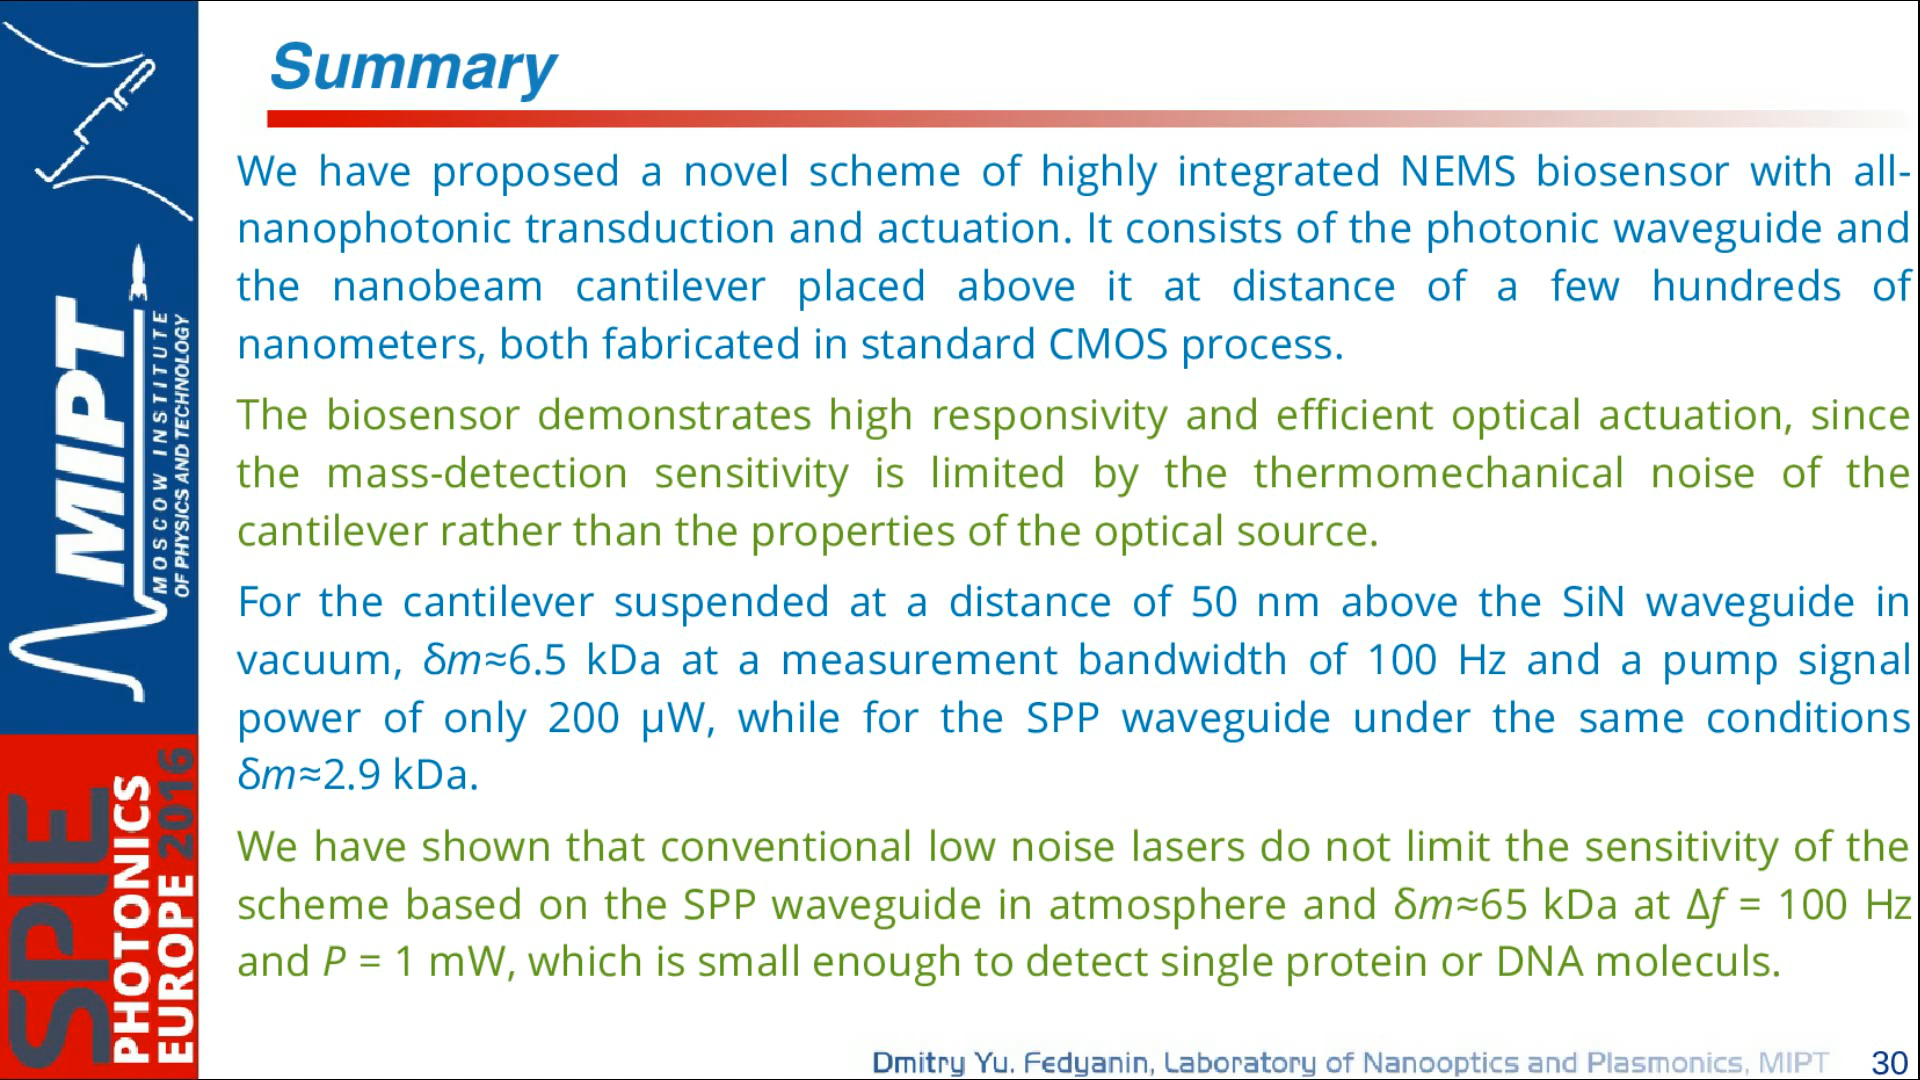 Summary
We have proposed a novel scheme of highly integrated NEMS biosensor with all-
nanophotonic transduction and actuation. It consists of the photonic waveguide and
the nanobeam cantilever placed above it at distance of a few hundreds of
nanometers, both fabricated in standard CMOS process.
The biosensor demonstrates high responsivity and efficient optical actuation, since
the mass-detection sensitivity is limited by the thermomechanical noise of the
cantilever rather than the properties of the optical source.
For the cantilever suspended at a distance of 50 nm above the SiN waveguide in
vacuum, δm≈6.5 kDa at a measurement bandwidth of 100 Hz and a pump signal
power of only 200 μW, while for the SPP waveguide under the same conditions
δm≈2.9 kDa.
We have shown that conventional low noise lasers do not limit the sensitivity of the
scheme based on the SPP waveguide in atmosphere and δm≈65 kDa at Δf = 100 Hz
and P = 1 mW, which is small enough to detect single protein or DNA moleculs.
MIPT
MOSCOW INSTITUTE
OF PHYSICS AND TECHNOLOGY
SPIE
PHOTONICS
EUROPE 2016
Dmitry Yu. Fedyanin, Laboratory of Nanooptics and Plasmonics, MIPT
30